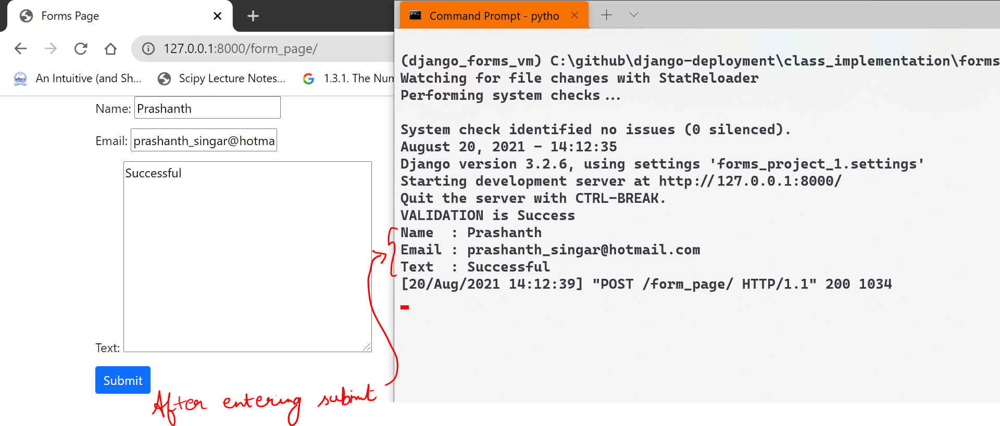 Forms Page
127.0.0.1:8000/form_page/
An Intuitive (and Sh...
Scipy Lecture Notes...
1.3.1. The Num
Name: Prashanth
Email: prashanth_singar@hotma
Successful
Text:
Submit
After entering submit
Command Prompt - pytho
(django_forms_vm) C:\github\django-deployment\class_implementation\forms
Watching for file changes with StatReloader
Performing system checks...
System check identified no issues (0 silenced).
August 20, 2021 - 14:12:35
Django version 3.2.6, using settings 'forms_project_1.settings'
Starting development server at http://127.0.0.1:8000/
Quit the server with CTRL-BREAK.
VALIDATION is Success
Name  : Prashanth
Email : prashanth_singar@hotmail.com
Text  : Successful
[20/Aug/2021 14:12:39] "POST /form_page/ HTTP/1.1" 200 1034